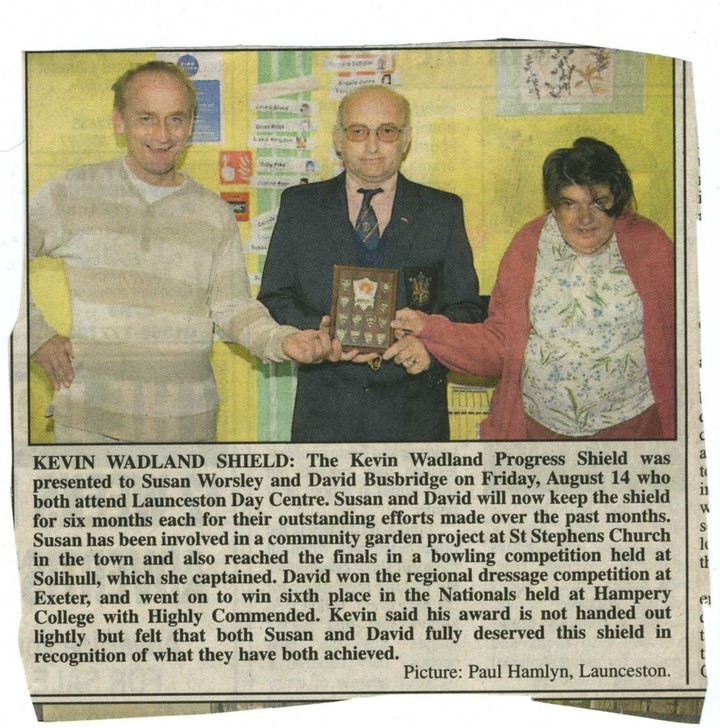 KEVIN WADLAND SHIELD: The Kevin Wadland Progress Shield was
presented to Susan Worsley and David Busbridge on Friday, August 14 who
both attend Launceston Day Centre. Susan and David will now keep the shield
for six months each for their outstanding efforts made over the past months.
Susan has been involved in a community garden project at St Stephens Church
in the town and also reached the finals in a bowling competition held at
Solihull, which she captained. David won the regional dressage competition at
Exeter, and went on to win sixth place in the Nationals held at Hampery
College with Highly Commended. Kevin said his award is not handed out
lightly but felt that both Susan and David fully deserved this shield in
recognition of what they have both achieved.
Picture: Paul Hamlyn, Launceston.